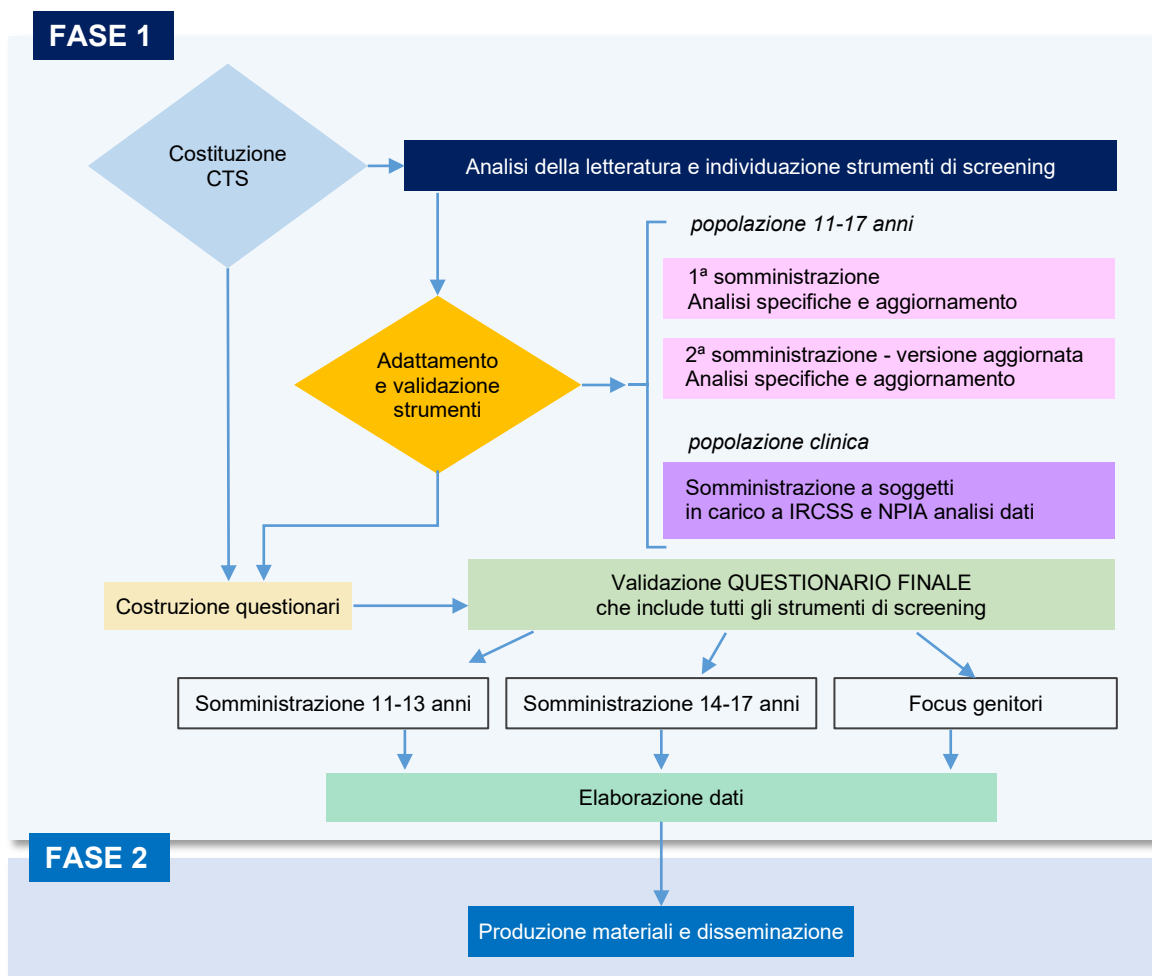 FASE 1
Costituzione
CTS
Analisi della letteratura e individuazione strumenti di screening
popolazione 11-17 anni
1ª somministrazione
Analisi specifiche e aggiornamento
2ª somministrazione - versione aggiornata
Analisi specifiche e aggiornamento
Adattamento
e validazione
strumenti
popolazione clinica
Somministrazione a soggetti
in carico a IRCSS e NPIA analisi dati
Costruzione questionari
Validazione QUESTIONARIO FINALE
che include tutti gli strumenti di screening
Somministrazione 11-13 anni
Somministrazione 14-17 anni
Focus genitori
Elaborazione dati
FASE 2
Produzione materiali e disseminazione